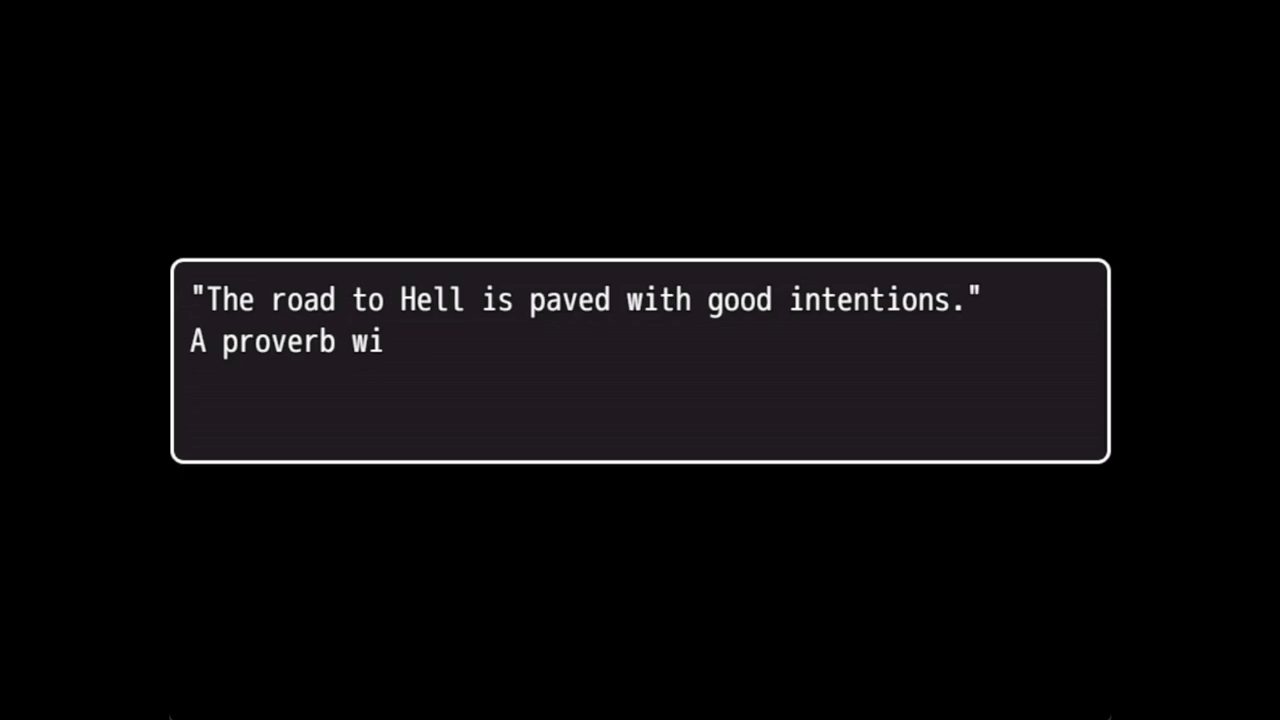 "The road to Hell is paved with good intentions."
A proverb wi